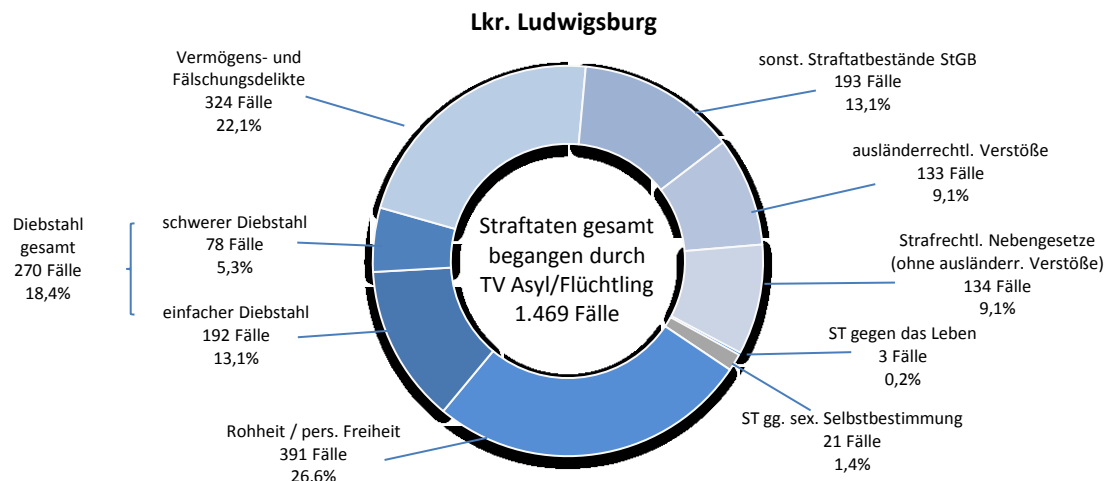 Lkr. Ludwigsburg
Vermögens- und
Fälschungsdelikte
324 Fälle
22,1%
sonst. Straftatbestände StGB
193 Fälle
13,1%
ausländerrechtl. Verstöße
133 Fälle
9,1%
Diebstahl
gesamt
270 Fälle
18,4%
schwerer Diebstahl
78 Fälle
5,3%
Straftaten gesamt
begangen durch
TV Asyl/Flüchtling
1.469 Fälle
Strafrechtl. Nebengesetze
(ohne ausländerr. Verstöße)
134 Fälle
9,1%
einfacher Diebstahl
192 Fälle
13,1%
ST gegen das Leben
3 Fälle
0,2%
ST gg. sex. Selbstbestimmung
21 Fälle
1,4%
Rohheit / pers. Freiheit
391 Fälle
26,6%